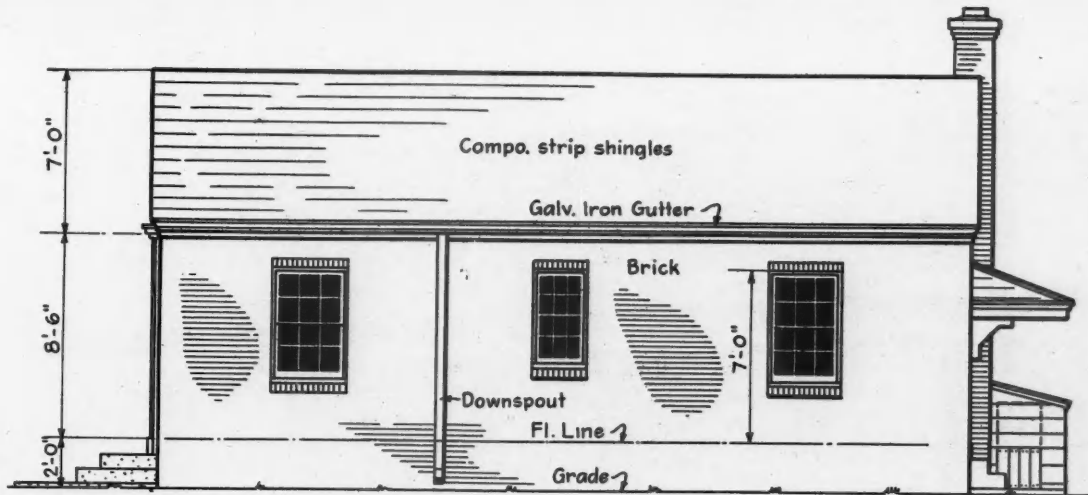 7'-0"
Compo. strip shingles
Galv. Iron Gutter
8'-6"
Brick
7'-0"
Downspout
Fl. Line
2'-0"
Grade